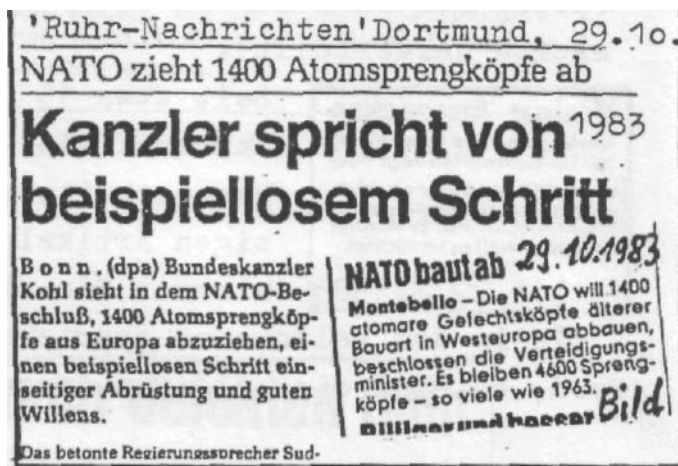 'Ruhr-Nachrichten' Dortmund, 29.10.
1983
NATO zieht 1400 Atomsprengköpfe ab
Kanzler spricht von
beispiellosem Schritt
Bonn. (dpa) Bundeskanzler
Kohl sieht in dem NATO-Be-
schluß, 1400 Atomsprengköp-
fe aus Europa abzuziehen, ei-
nen beispiellosen Schritt ein-
seitiger Abrüstung und guten
Willens.
Das betonte Regierungssprecher Sud-
NATO baut ab 29.10.1983
Montebello – Die NATO will 1400
atomare Gefechtsköpfe älterer
Bauart in Westeuropa abbauen,
beschlossen die Verteidigungs-
minister. Es bleiben 4600 Spreng-
köpfe – so viele wie 1963.
Bild